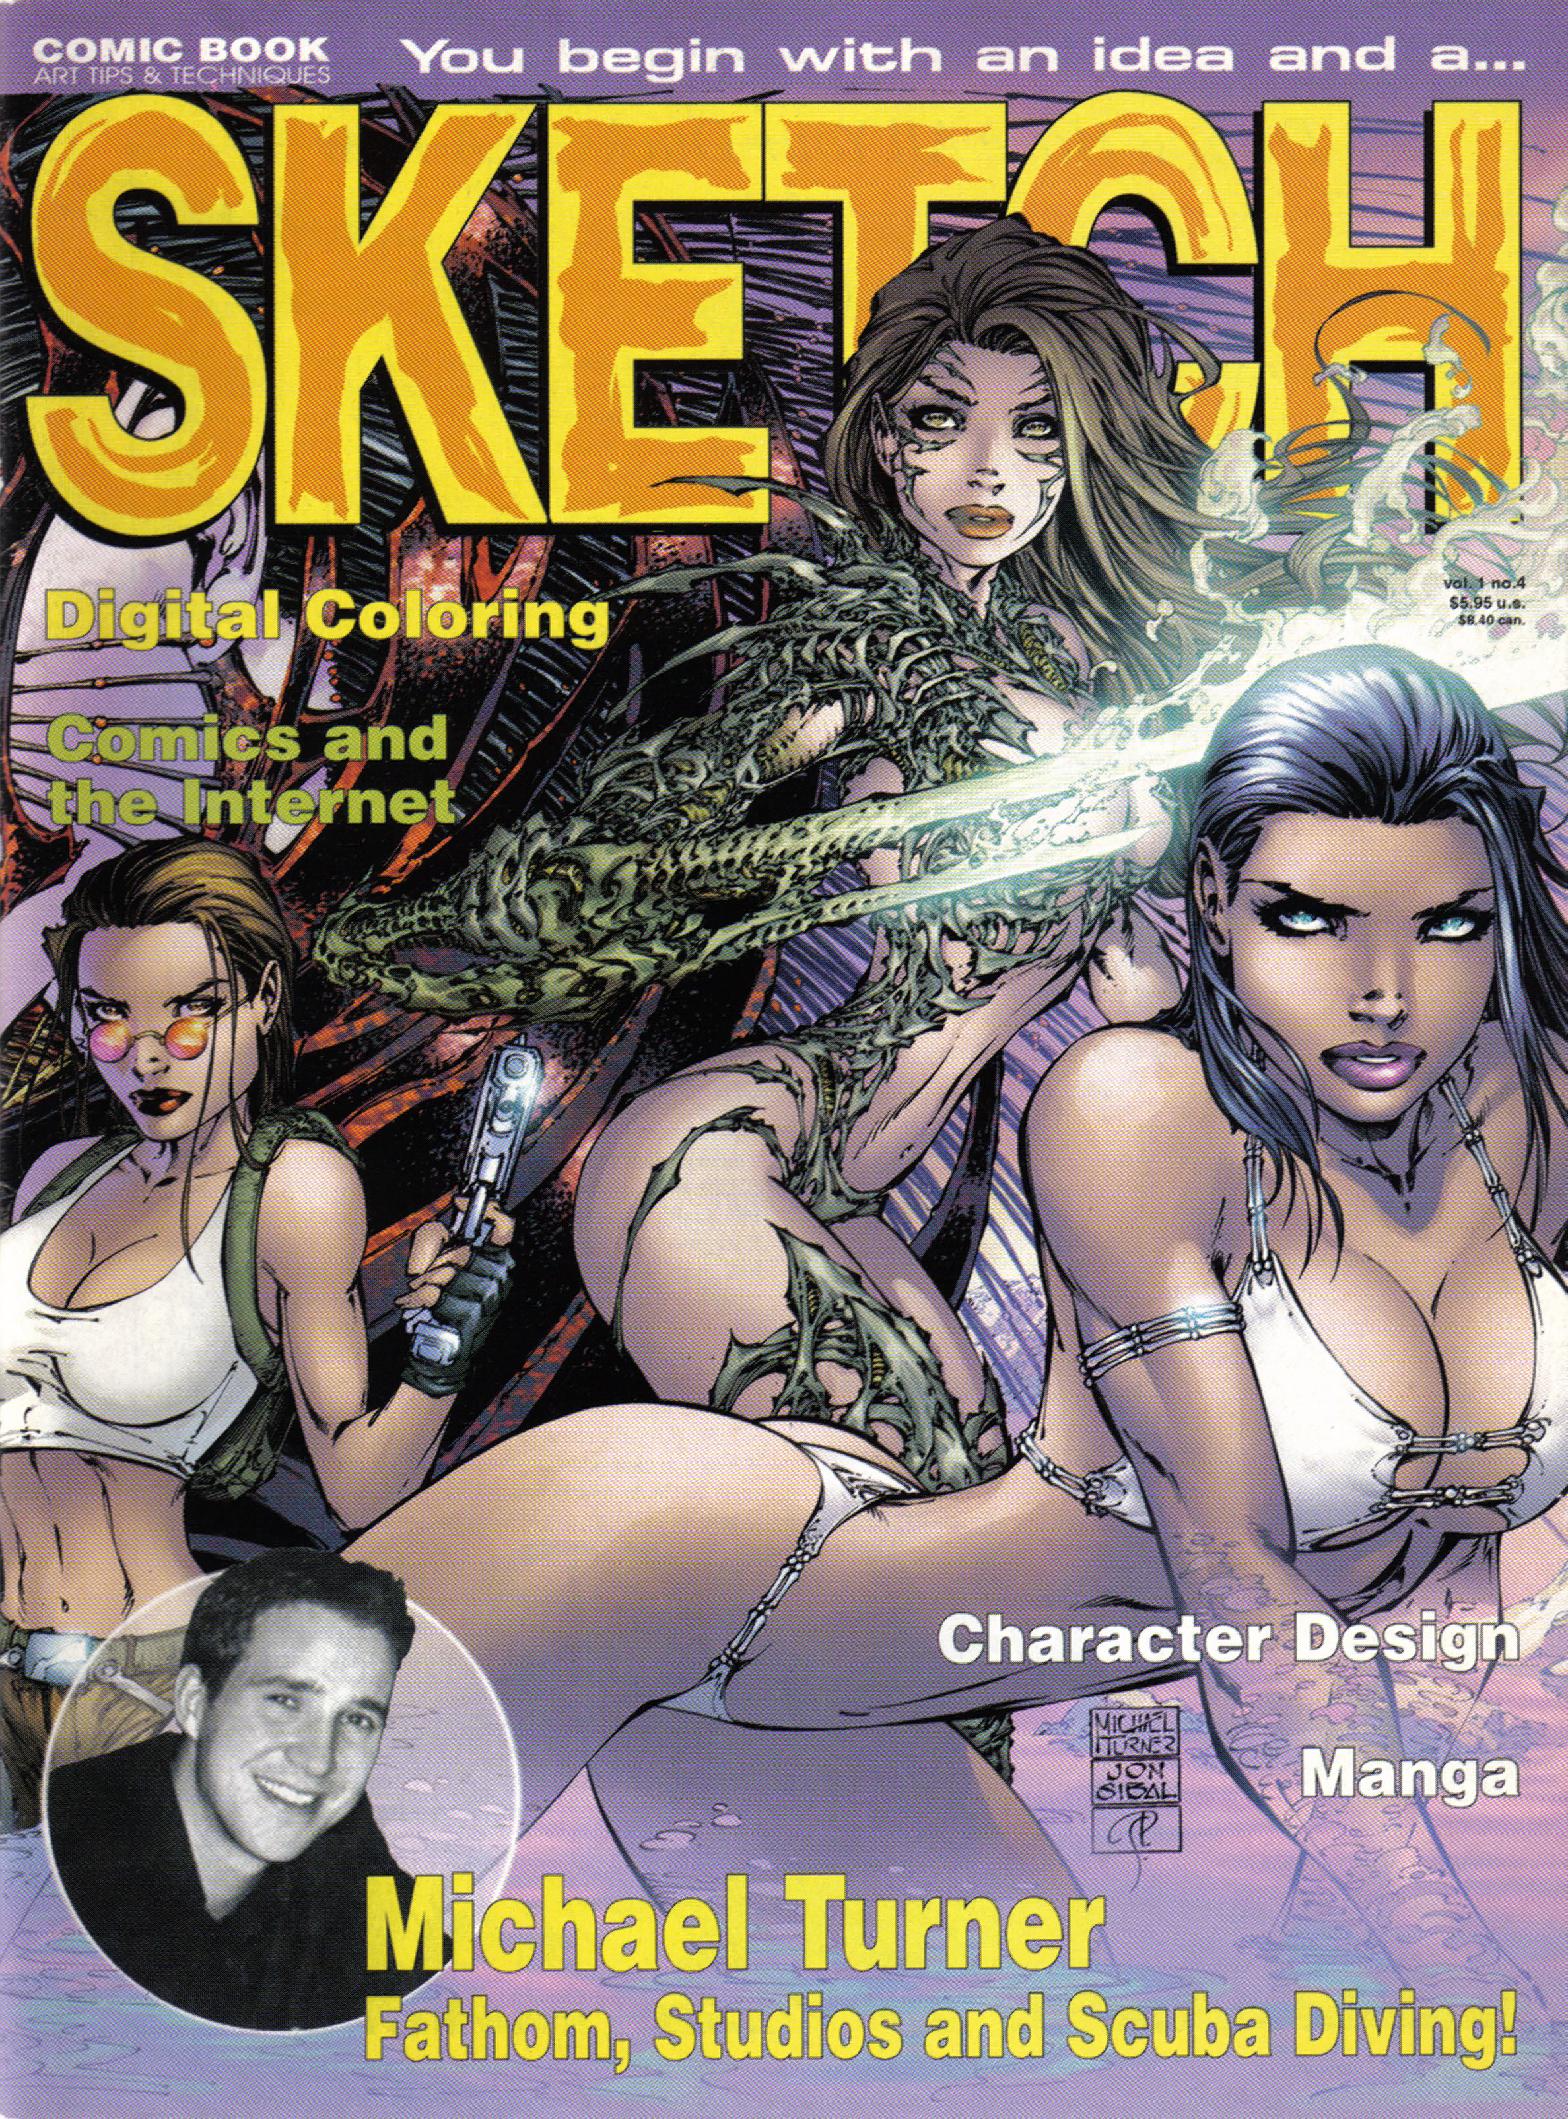 COMIC BOOK
ART TIPS & TECHNIQUES
You begin with an idea and a...
SKETCH
vol. 1 no.4
$5.95 u.s.
$8.40 can.
Digital Coloring
Comics and
the Internet
Character Design
Manga
MICHAEL
TURNER
JON
SIBAL
Michael Turner
Fathom, Studios and Scuba Diving!